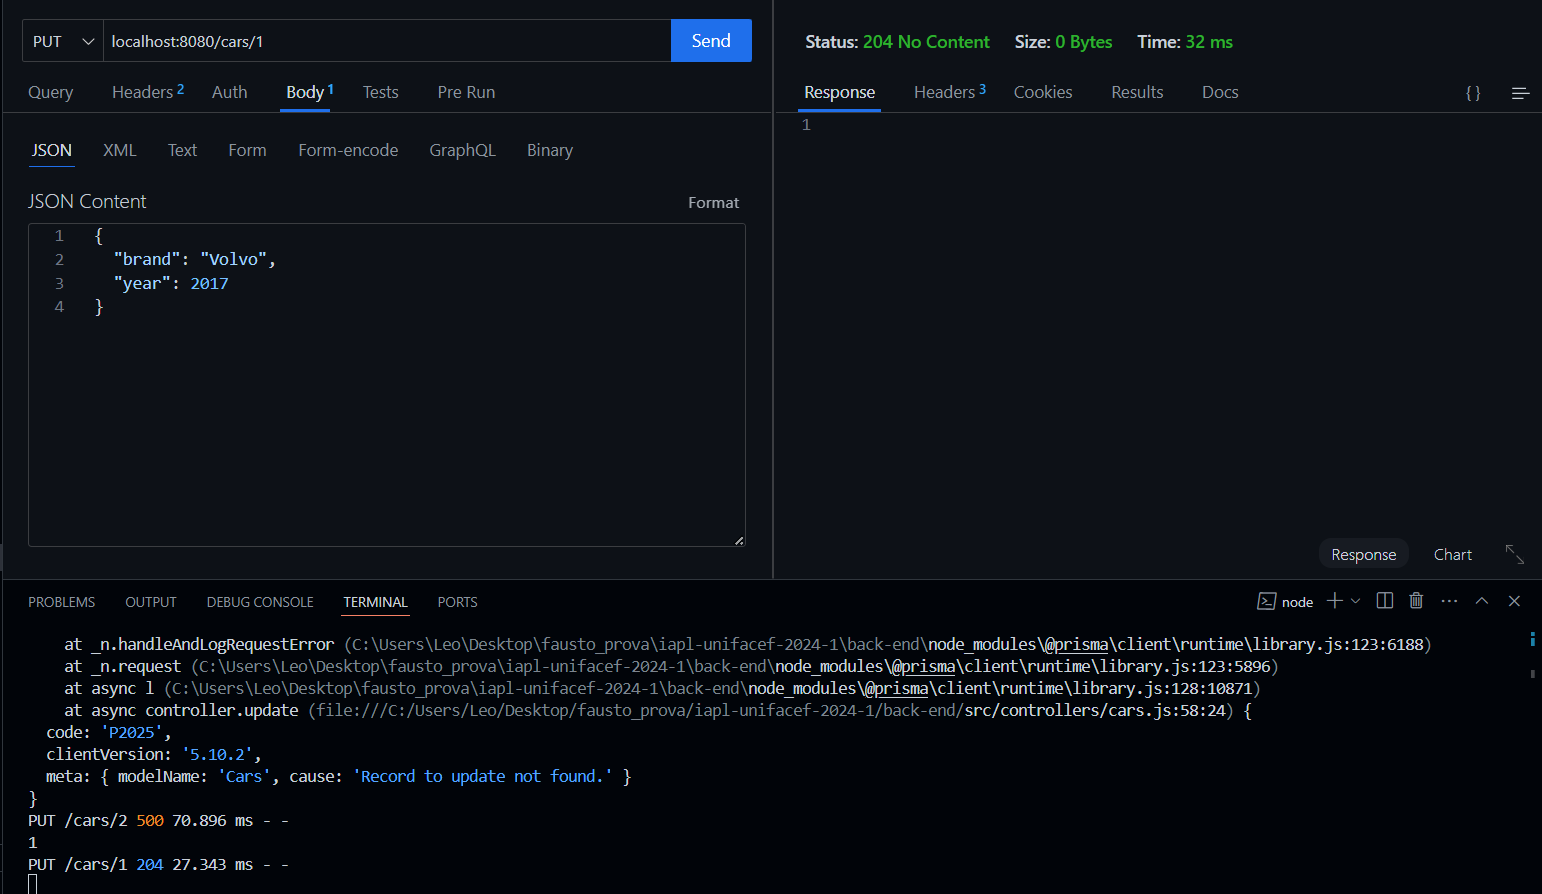 PUT localhost:8080/cars/1 Send
Query Headers 2 Auth Body 1 Tests Pre Run
JSON XML Text Form Form-encode GraphQL Binary
JSON Content Format
1 {
2 "brand": "Volvo",
3 "year": 2017
4 }
Status: 204 No Content Size: 0 Bytes Time: 32 ms
Response Headers 3 Cookies Results Docs {}
1
Response Chart
PROBLEMS OUTPUT DEBUG CONSOLE TERMINAL PORTS node
at _n.handleAndLogRequestError (C:\Users\Leo\Desktop\fausto_prova\iapl-unifacef-2024-1\back-end\node_modules\@prisma\client\runtime\library.js:123:6188)
at _n.request (C:\Users\Leo\Desktop\fausto_prova\iapl-unifacef-2024-1\back-end\node_modules\@prisma\client\runtime\library.js:123:5896)
at async l (C:\Users\Leo\Desktop\fausto_prova\iapl-unifacef-2024-1\back-end\node_modules\@prisma\client\runtime\library.js:128:10871)
at async controller.update (file:///C:/Users/Leo/Desktop/fausto_prova/iapl-unifacef-2024-1/back-end/src/controllers/cars.js:58:24) {
code: 'P2025',
clientVersion: '5.10.2',
meta: { modelName: 'Cars', cause: 'Record to update not found.' }
}
PUT /cars/2 500 70.896 ms - -
1
PUT /cars/1 204 27.343 ms - -